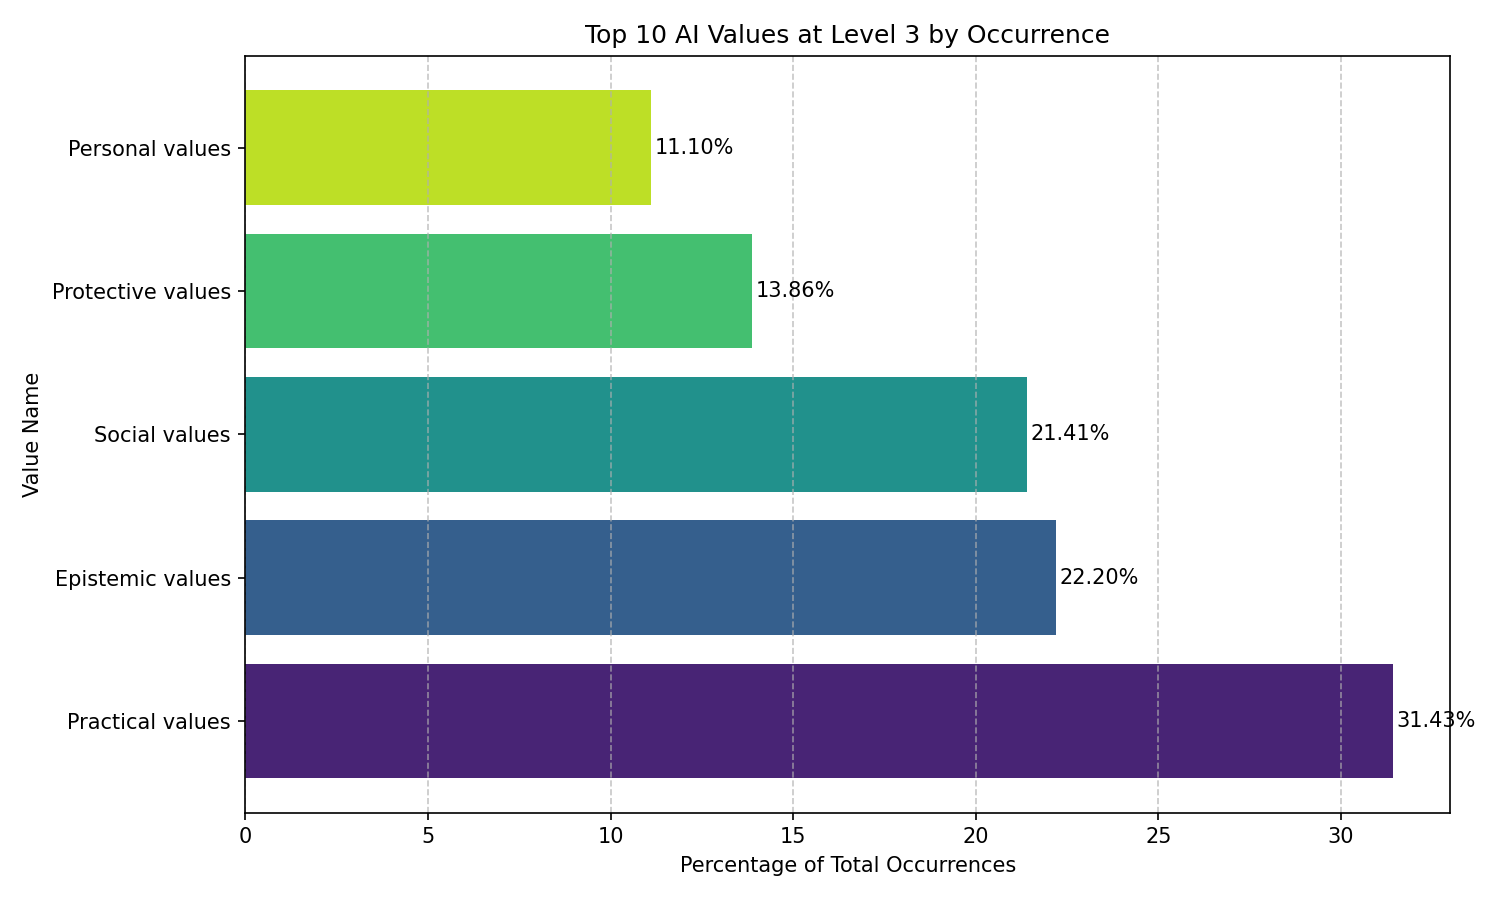 Top 10 AI Values at Level 3 by Occurrence
Personal values
11.10%
Protective values
13.86%
Social values
21.41%
Epistemic values
22.20%
Practical values
31.43%
Value Name
0 5 10 15 20 25 30
Percentage of Total Occurrences